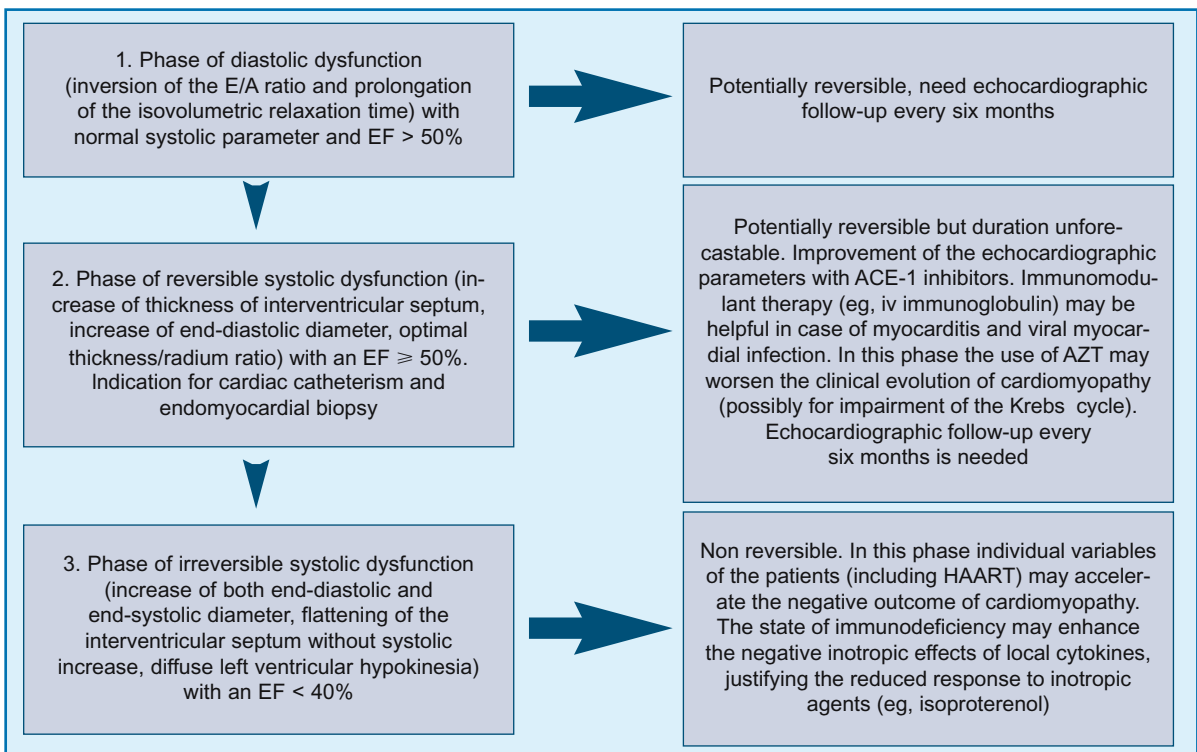 1. Phase of diastolic dysfunction
(inversion of the E/A ratio and prolongation
of the isovolumetric relaxation time) with
normal systolic parameter and EF > 50%
Potentially reversible, need echocardiographic
follow-up every six months
2. Phase of reversible systolic dysfunction (in-
crease of thickness of interventricular septum,
increase of end-diastolic diameter, optimal
thickness/radium ratio) with an EF ⩾ 50%.
Indication for cardiac catheterism and
endomyocardial biopsy
Potentially reversible but duration unfore-
castable. Improvement of the echocardiographic
parameters with ACE-1 inhibitors. Immunomodu-
lant therapy (eg, iv immunoglobulin) may be
helpful in case of myocarditis and viral myocar-
dial infection. In this phase the use of AZT may
worsen the clinical evolution of cardiomyopathy
(possibly for impairment of the Krebs cycle).
Echocardiographic follow-up every
six months is needed
3. Phase of irreversible systolic dysfunction
(increase of both end-diastolic and
end-systolic diameter, flattening of the
interventricular septum without systolic
increase, diffuse left ventricular hypokinesia)
with an EF < 40%
Non reversible. In this phase individual variables
of the patients (including HAART) may acceler-
ate the negative outcome of cardiomyopathy.
The state of immunodeficiency may enhance
the negative inotropic effects of local cytokines,
justifying the reduced response to inotropic
agents (eg, isoproterenol)